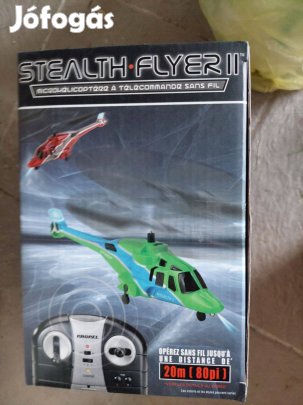 Jófogás
STEALTH·FLYER II
MICROHÉLICOPTÈRE À TÉLÉCOMMANDE SANS FIL
OPÉREZ SANS FIL JUSQU'À
UNE DISTANCE DE
20m (80pi)